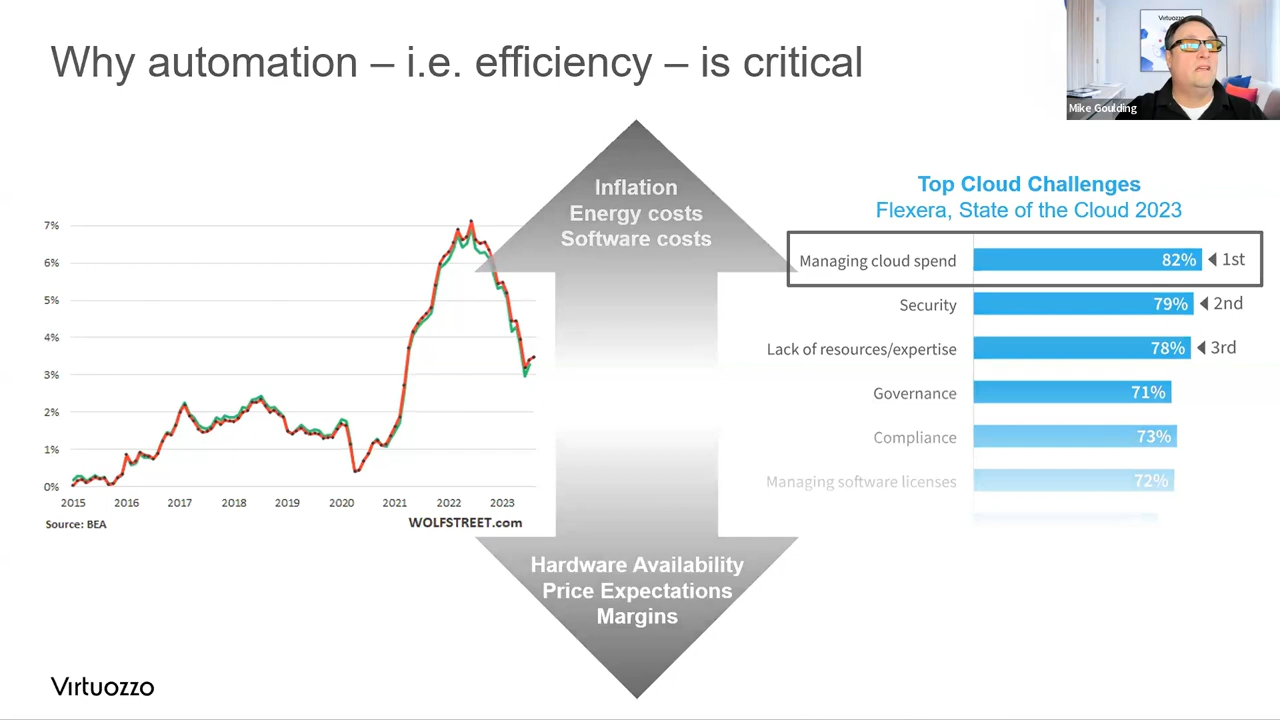 Why automation – i.e. efficiency – is critical
Virtuozzo
Mike Goulding
Inflation
Energy costs
Software costs
7%
6%
5%
4%
3%
2%
1%
0%
2015 2016 2017 2018 2019 2020 2021 2022 2023
Source: BEA
WOLFSTREET.com
Top Cloud Challenges
Flexera, State of the Cloud 2023
Managing cloud spend 82% 1st
Security 79% 2nd
Lack of resources/expertise 78% 3rd
Governance 71%
Compliance 73%
Managing software licenses 72%
Hardware Availability
Price Expectations
Margins
Virtuozzo